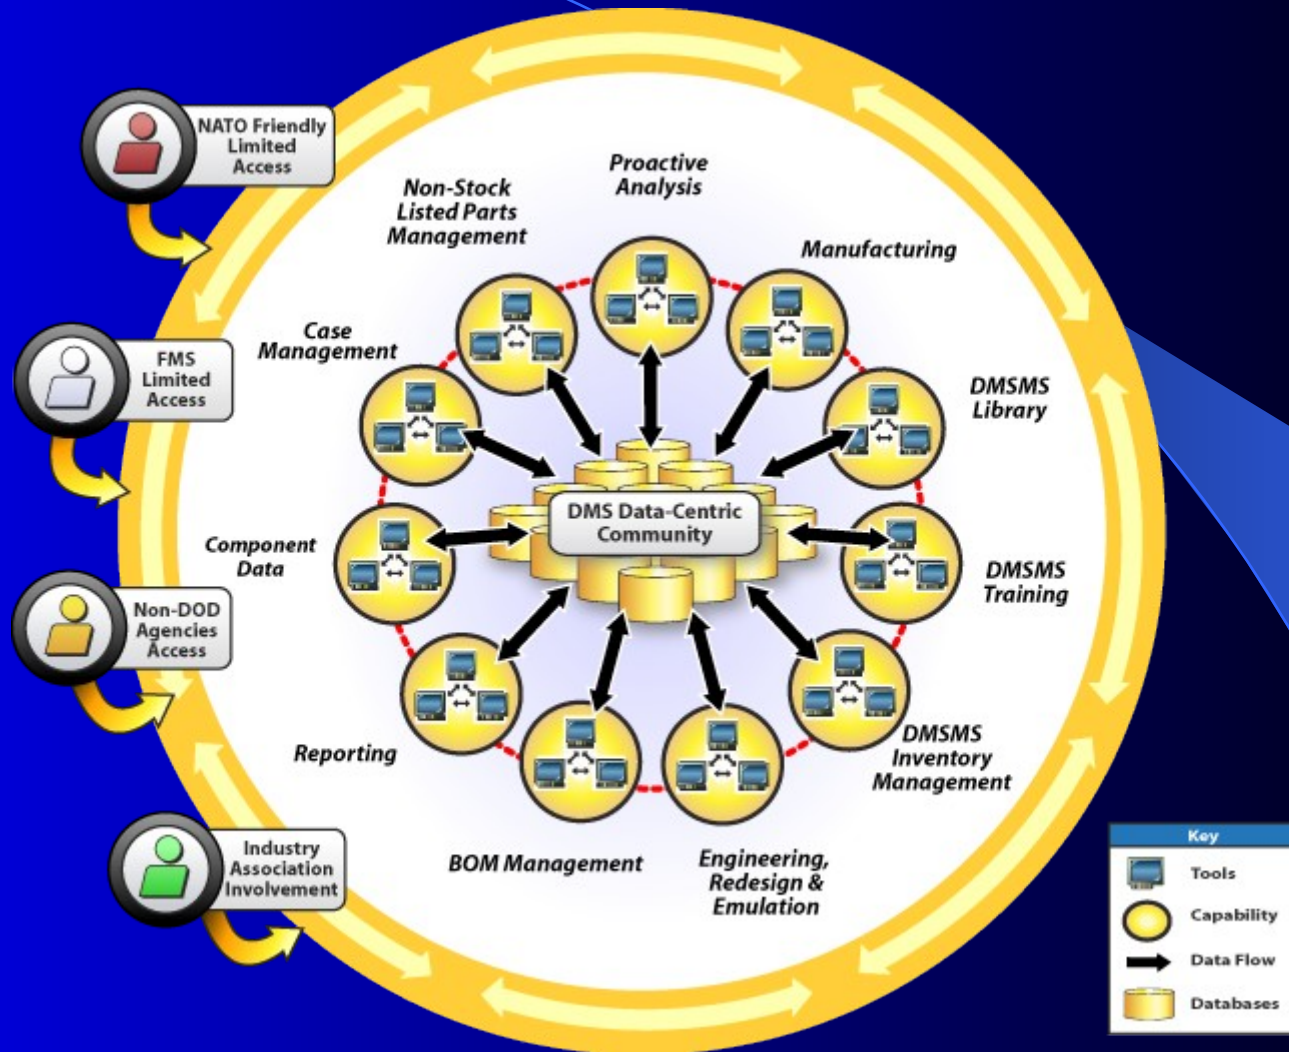 NATO Friendly
Limited
Access
FMS
Limited
Access
Non-DOD
Agencies
Access
Industry
Association
Involvement
Proactive
Analysis
Non-Stock
Listed Parts
Management
Manufacturing
Case
Management
DMSMS
Library
DMS Data-Centric
Community
Component
Data
DMSMS
Training
Reporting
DMSMS
Inventory
Management
BOM Management
Engineering,
Redesign &
Emulation
Key
Tools
Capability
Data Flow
Databases